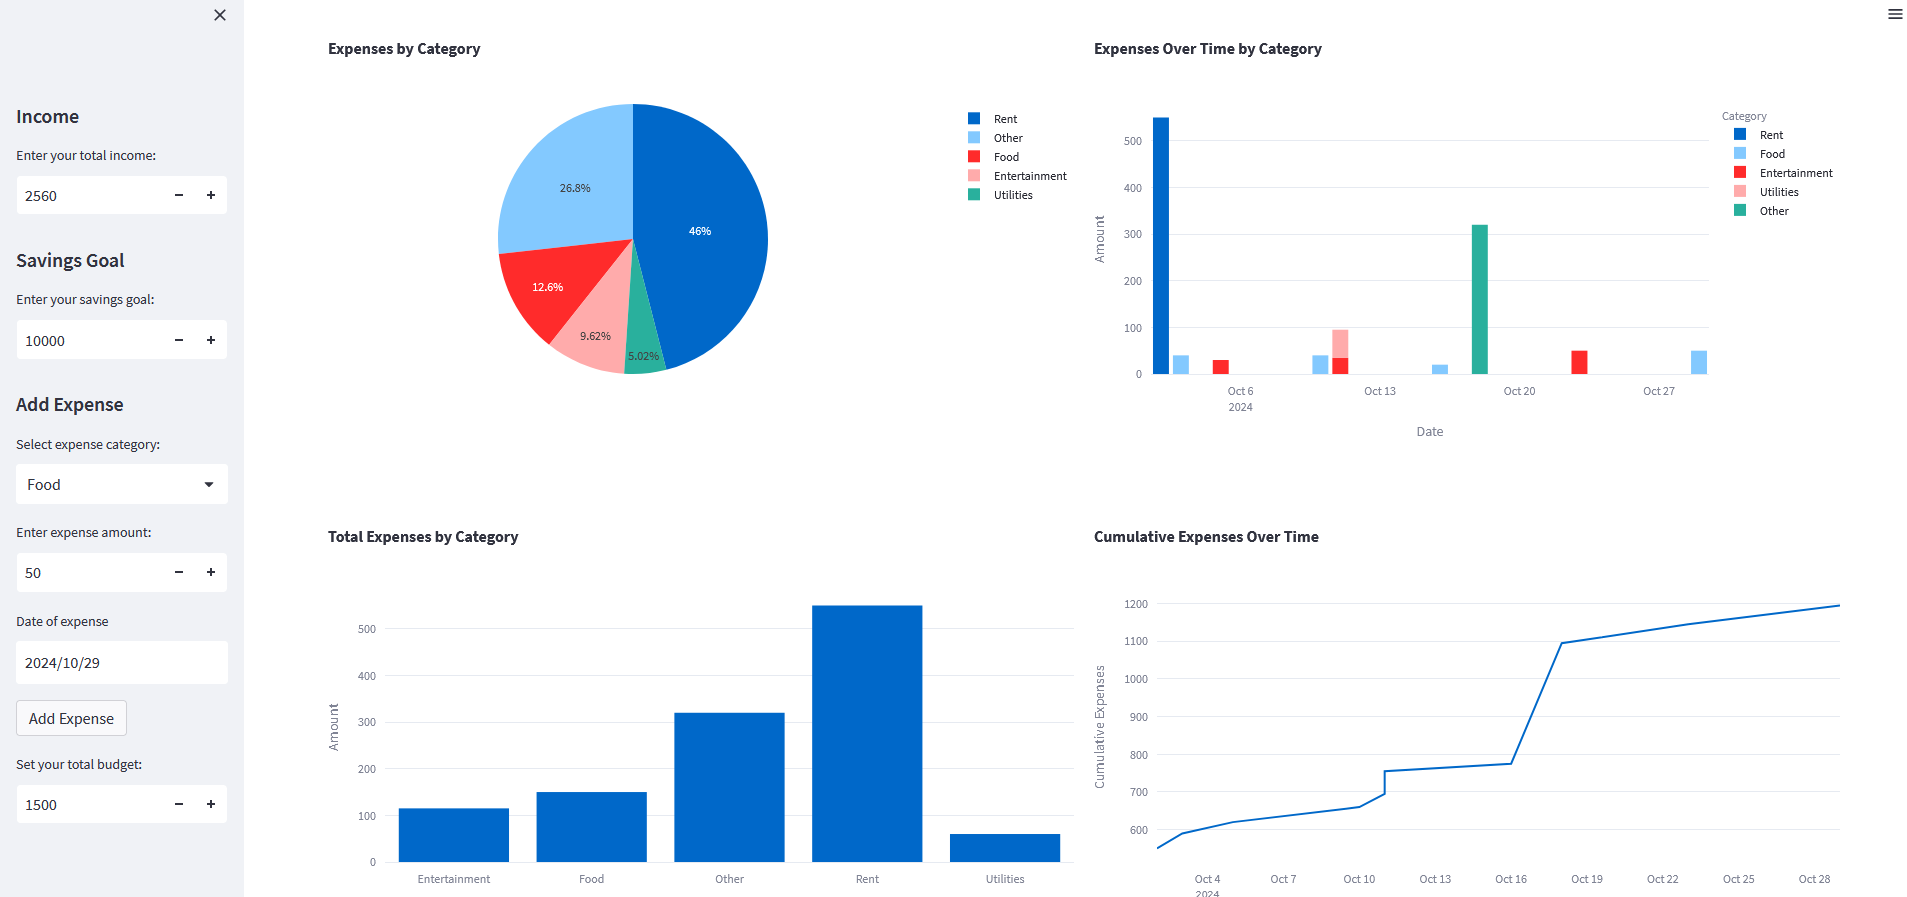 Income
Enter your total income:
2560
Savings Goal
Enter your savings goal:
10000
Add Expense
Select expense category:
Food
Enter expense amount:
50
Date of expense
2024/10/29
Add Expense
Set your total budget:
1500
Expenses by Category
46%
26.8%
12.6%
9.62%
5.02%
Rent
Other
Food
Entertainment
Utilities
Expenses Over Time by Category
Category
Rent
Food
Entertainment
Utilities
Other
500
400
300
200
100
0
Amount
Oct 6
2024
Oct 13
Oct 20
Oct 27
Date
Total Expenses by Category
500
400
300
200
100
0
Amount
Entertainment
Food
Other
Rent
Utilities
Cumulative Expenses Over Time
1200
1100
1000
900
800
700
600
Cumulative Expenses
Oct 4
2024
Oct 7
Oct 10
Oct 13
Oct 16
Oct 19
Oct 22
Oct 25
Oct 28